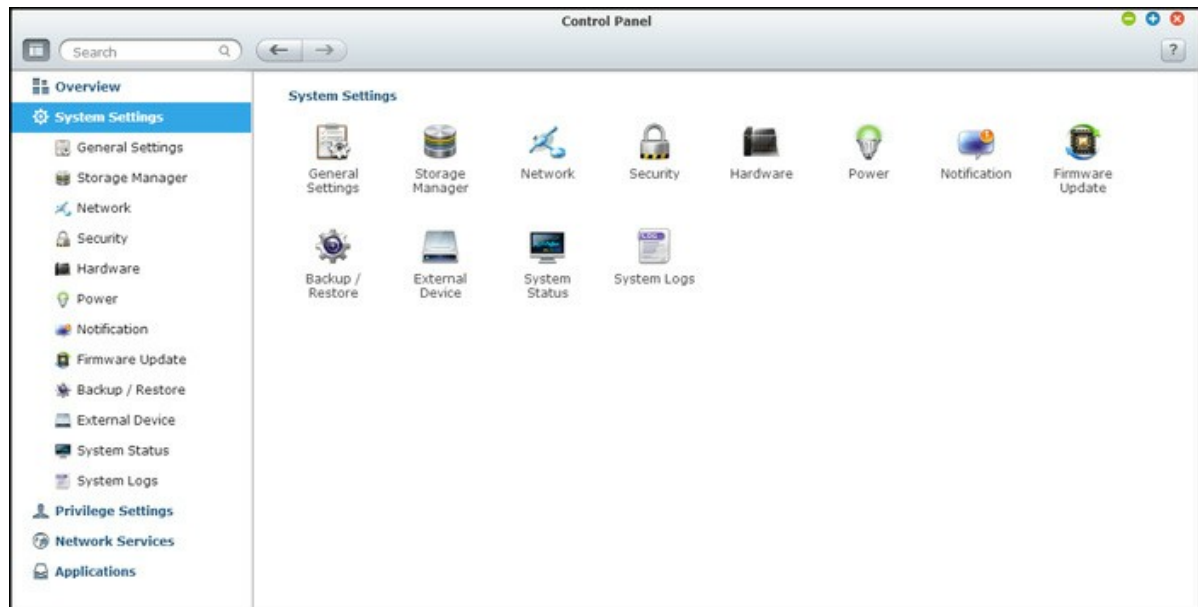 Control Panel
Search
?
Overview
System Settings
General Settings
Storage Manager
Network
Security
Hardware
Power
Notification
Firmware Update
Backup / Restore
External Device
System Status
System Logs
Privilege Settings
Network Services
Applications
System Settings
General
Settings
Storage
Manager
Network
Security
Hardware
Power
Notification
Firmware
Update
Backup /
Restore
External
Device
System
Status
LOG
System Logs